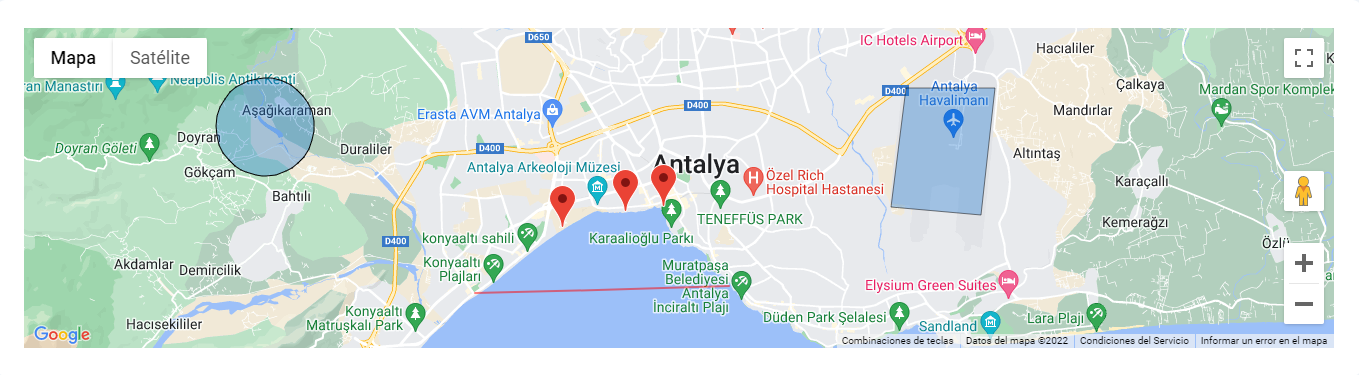 Mapa
Satélite
D650
IC Hotels Airport
Hacıaliler
Çalkaya
Mardan Spor Komplek
Neapolis Antik Kenti
ran Manastırı
Aşağıkaraman
D400
D400
Antalya
Havalimanı
Mandırlar
Erasta AVM Antalya
Doyran
Doyran Göleti
Duraliler
D400
Antalya
Altıntaş
Gökçam
Antalya Arkeoloji Müzesi
Özel Rich
Hospital Hastanesi
Karaçallı
Bahtılı
TENEFFÜS PARK
Kemerağzı
D400
konyaaltı sahili
Karaalioğlu Parkı
Özlü
Akdamlar
Demircilik
Konyaaltı
Plajları
Muratpaşa
Belediyesi
Antalya
İnciraltı Plajı
Elysium Green Suites
Hacısekililer
Konyaaltı
Matruşkalı Park
Düden Park Şelalesi
Sandland
Lara Plajı
Google
Combinaciones de teclas
Datos del mapa ©2022
Condiciones del Servicio
Informar un error en el mapa